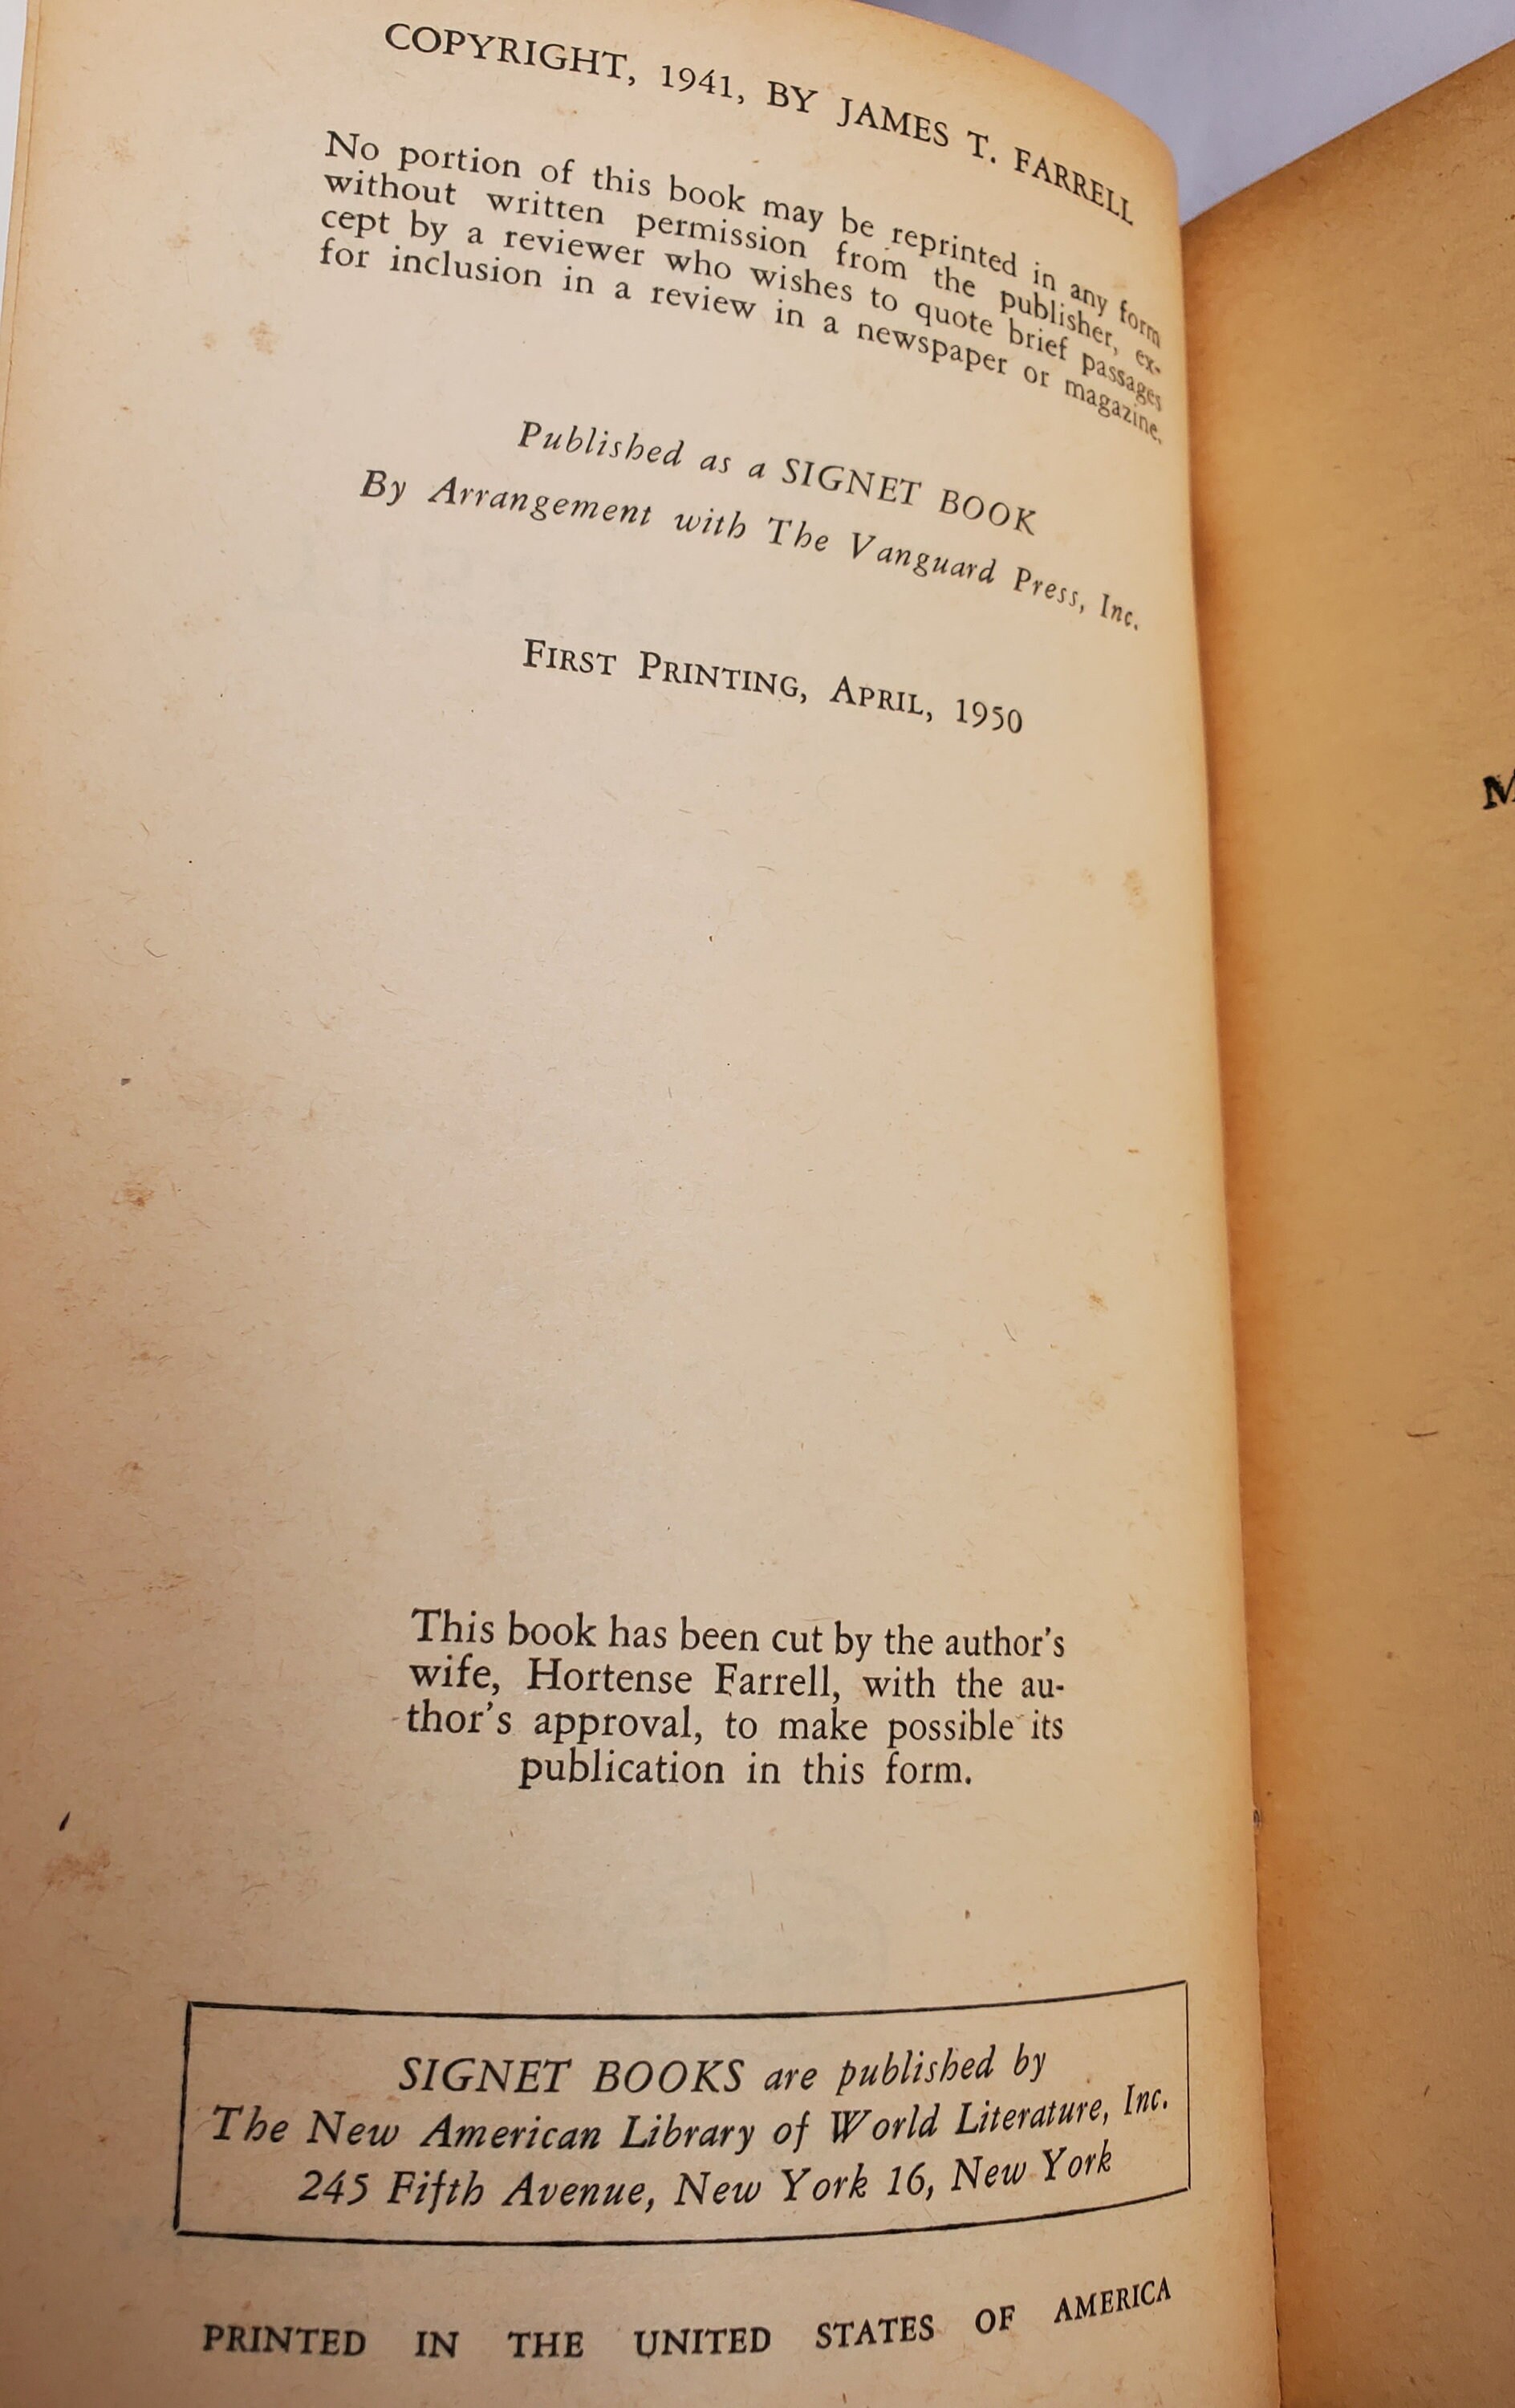 COPYRIGHT, 1941, BY JAMES T. FARRELL
No portion of this book may be reprinted in any form
without written permission from the publisher, ex-
cept by a reviewer who wishes to quote brief passages
for inclusion in a review in a newspaper or magazine.
Published as a SIGNET BOOK
By Arrangement with The Vanguard Press, Inc.
FIRST PRINTING, APRIL, 1950
This book has been cut by the author's
wife, Hortense Farrell, with the au-
thor's approval, to make possible its
publication in this form.
SIGNET BOOKS are published by
The New American Library of World Literature, Inc.
245 Fifth Avenue, New York 16, New York
PRINTED IN THE UNITED STATES OF AMERICA